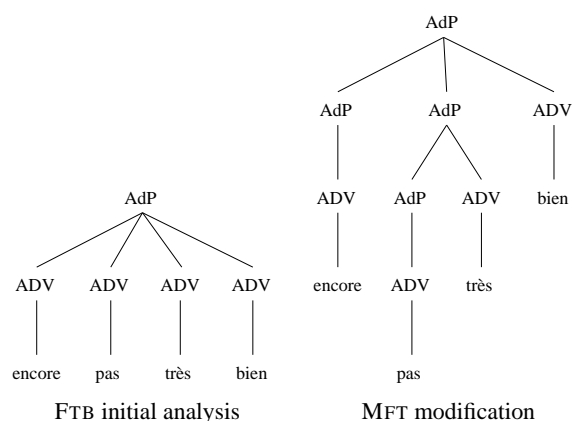 AdP
AdP AdP ADV
AdP ADV AdP ADV bien
ADV ADV ADV ADV encore ADV très
encore pas très bien pas
FTB initial analysis MFT modification